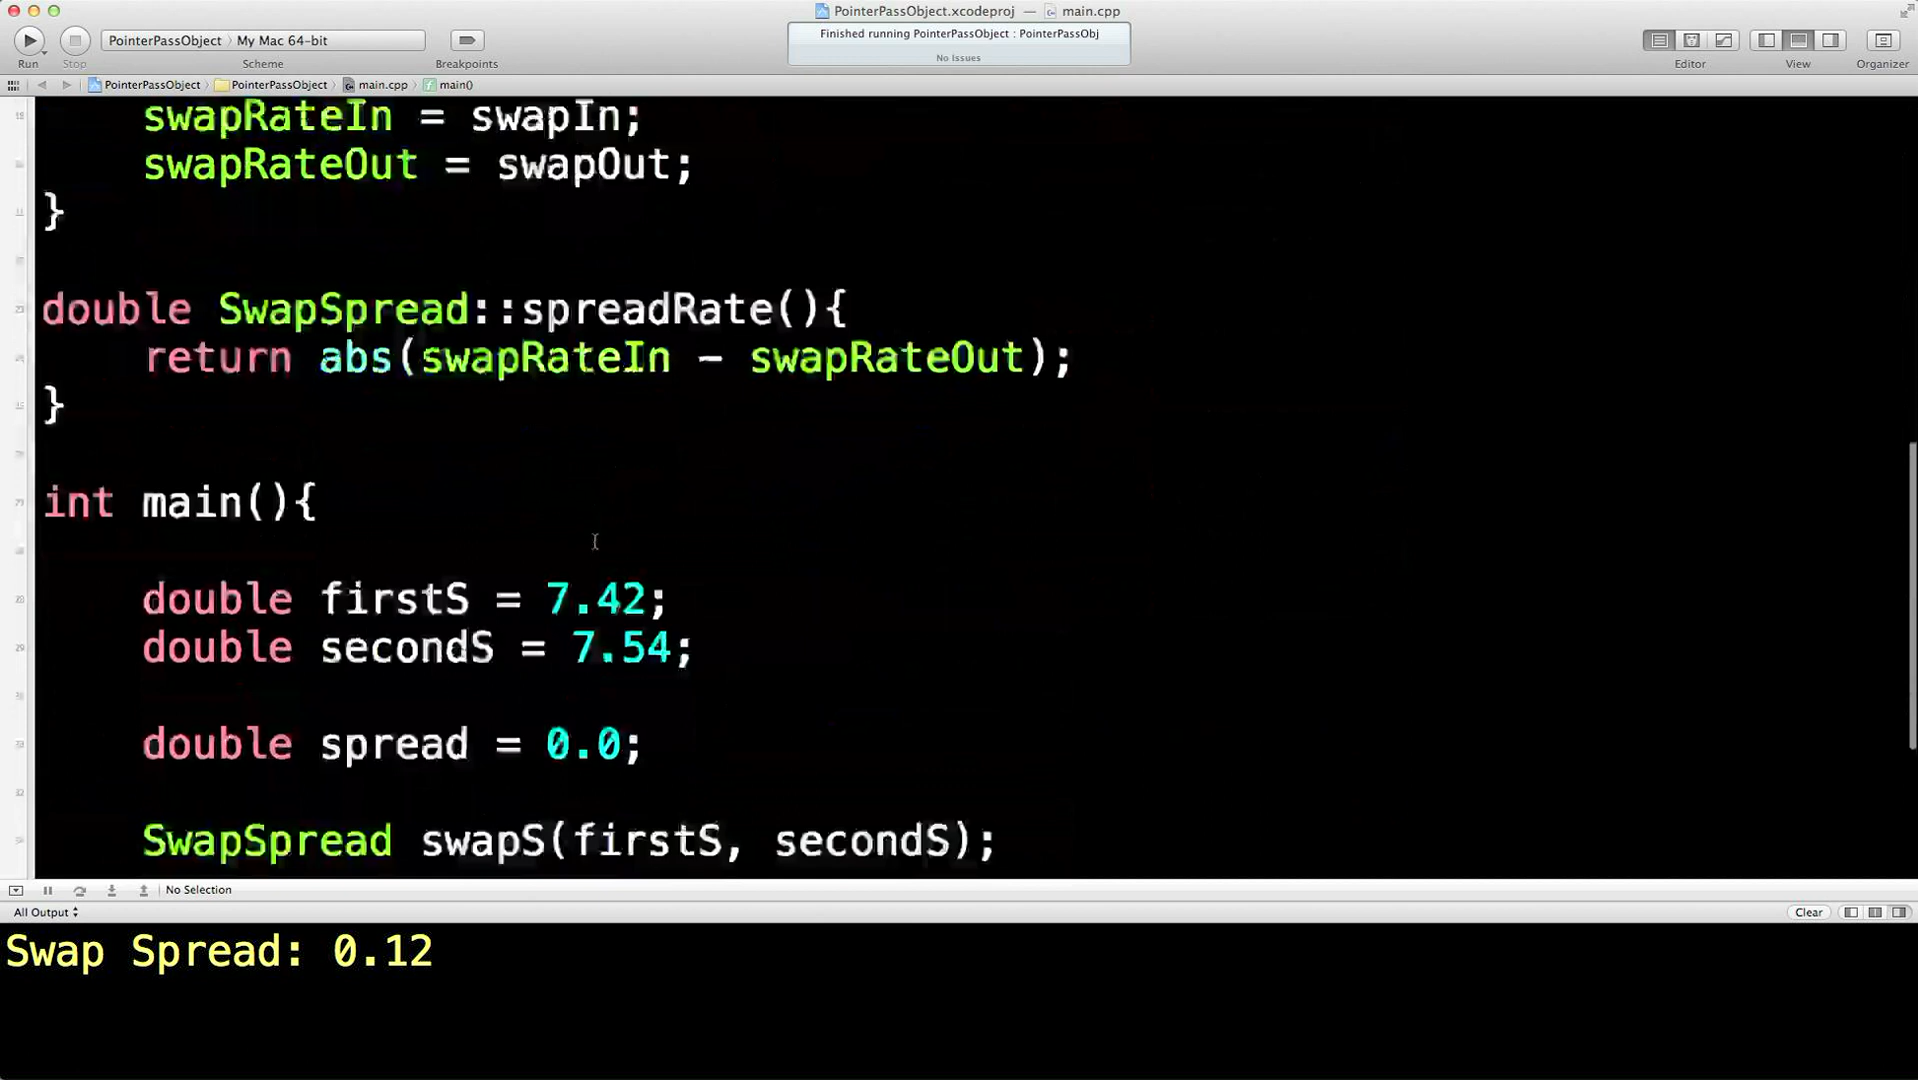 PointerPassObject.xcodeproj — main.cpp
Finished running PointerPassObject : PointerPassObj
No Issues
PointerPassObject › My Mac 64-bit
Run Stop Scheme Breakpoints Editor View Organizer
PointerPassObject › PointerPassObject › main.cpp › main()
swapRateIn = swapIn;
swapRateOut = swapOut;
}
double SwapSpread::spreadRate(){
return abs(swapRateIn - swapRateOut);
}
int main(){
double firstS = 7.42;
double secondS = 7.54;
double spread = 0.0;
SwapSpread swapS(firstS, secondS);
No Selection
All Output Clear
Swap Spread: 0.12